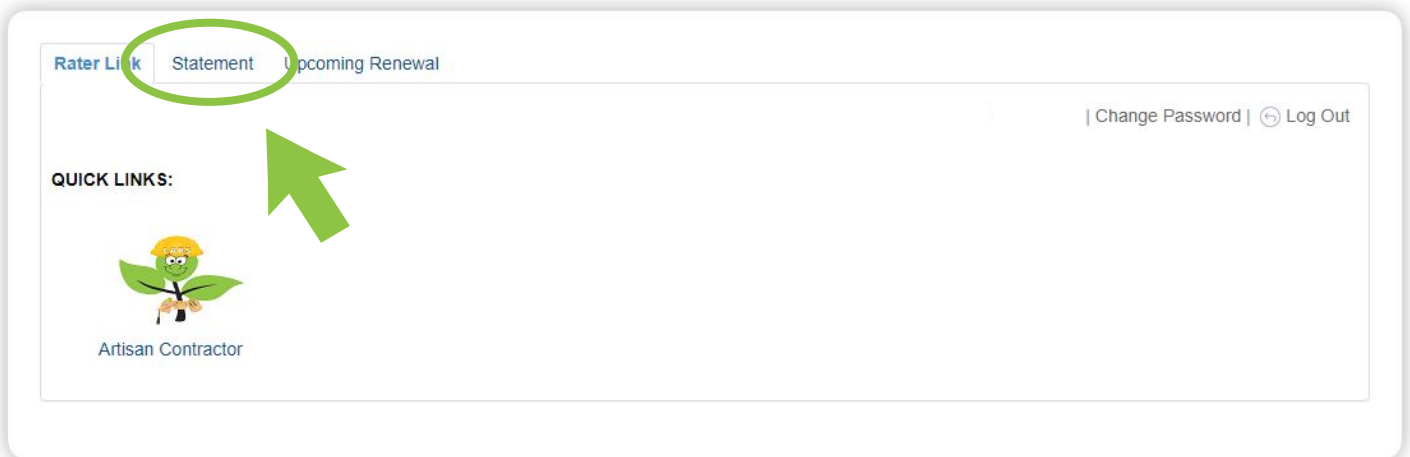 Rater Link Statement Upcoming Renewal
| Change Password | Log Out
QUICK LINKS:
Artisan Contractor